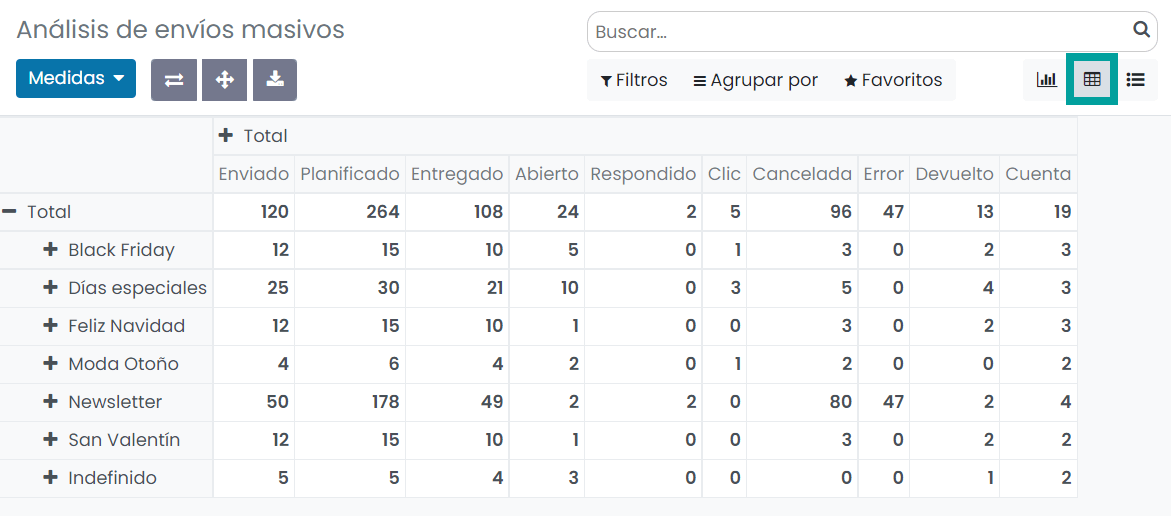 Análisis de envíos masivos
Buscar...
Medidas
Filtros Agrupar por Favoritos
Total
Enviado Planificado Entregado Abierto Respondido Clic Cancelada Error Devuelto Cuenta
Total 120 264 108 24 2 5 96 47 13 19
Black Friday 12 15 10 5 0 1 3 0 2 3
Días especiales 25 30 21 10 0 3 5 0 4 3
Feliz Navidad 12 15 10 1 0 0 3 0 2 3
Moda Otoño 4 6 4 2 0 1 2 0 0 2
Newsletter 50 178 49 2 2 0 80 47 2 4
San Valentín 12 15 10 1 0 0 3 0 2 2
Indefinido 5 5 4 3 0 0 0 0 1 2